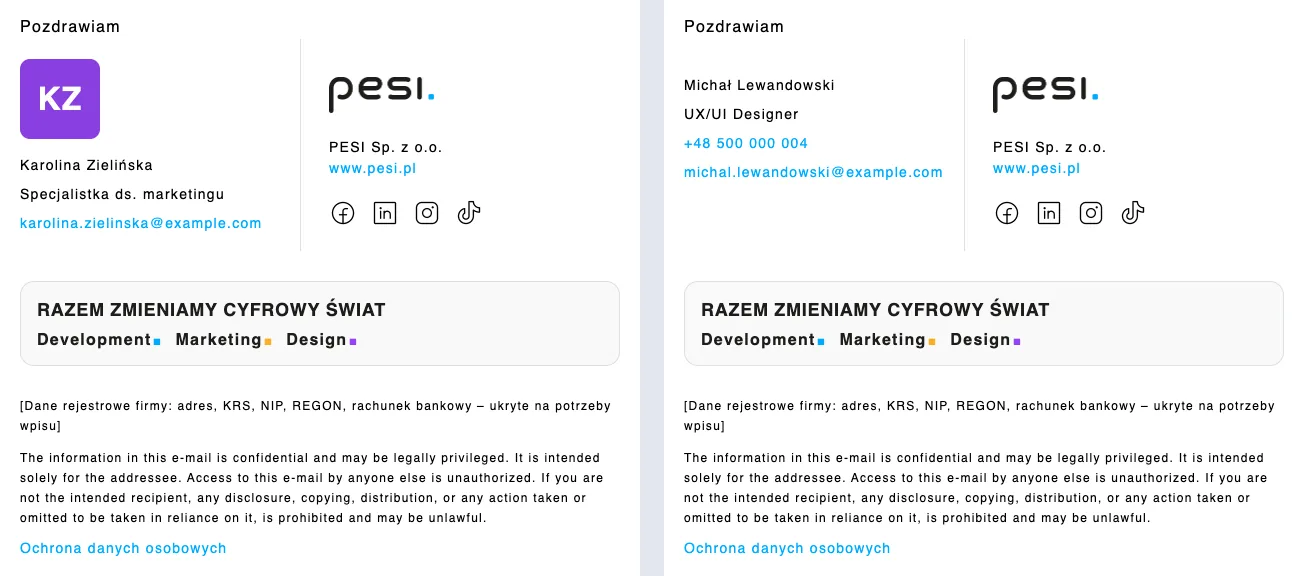 Pozdrawiam
KZ
Karolina Zielińska
Specjalistka ds. marketingu
karolina.zielinska@example.com
pesi.
PESI Sp. z o.o.
www.pesi.pl
in
RAZEM ZMIENIAMY CYFROWY ŚWIAT
Development Marketing Design
[Dane rejestrowe firmy: adres, KRS, NIP, REGON, rachunek bankowy – ukryte na potrzeby
wpisu]
The information in this e-mail is confidential and may be legally privileged. It is intended
solely for the addressee. Access to this e-mail by anyone else is unauthorized. If you are
not the intended recipient, any disclosure, copying, distribution, or any action taken or
omitted to be taken in reliance on it, is prohibited and may be unlawful.
Ochrona danych osobowych
Pozdrawiam
Michał Lewandowski
UX/UI Designer
+48 500 000 004
michal.lewandowski@example.com
pesi.
PESI Sp. z o.o.
www.pesi.pl
in
RAZEM ZMIENIAMY CYFROWY ŚWIAT
Development Marketing Design
[Dane rejestrowe firmy: adres, KRS, NIP, REGON, rachunek bankowy – ukryte na potrzeby
wpisu]
The information in this e-mail is confidential and may be legally privileged. It is intended
solely for the addressee. Access to this e-mail by anyone else is unauthorized. If you are
not the intended recipient, any disclosure, copying, distribution, or any action taken or
omitted to be taken in reliance on it, is prohibited and may be unlawful.
Ochrona danych osobowych